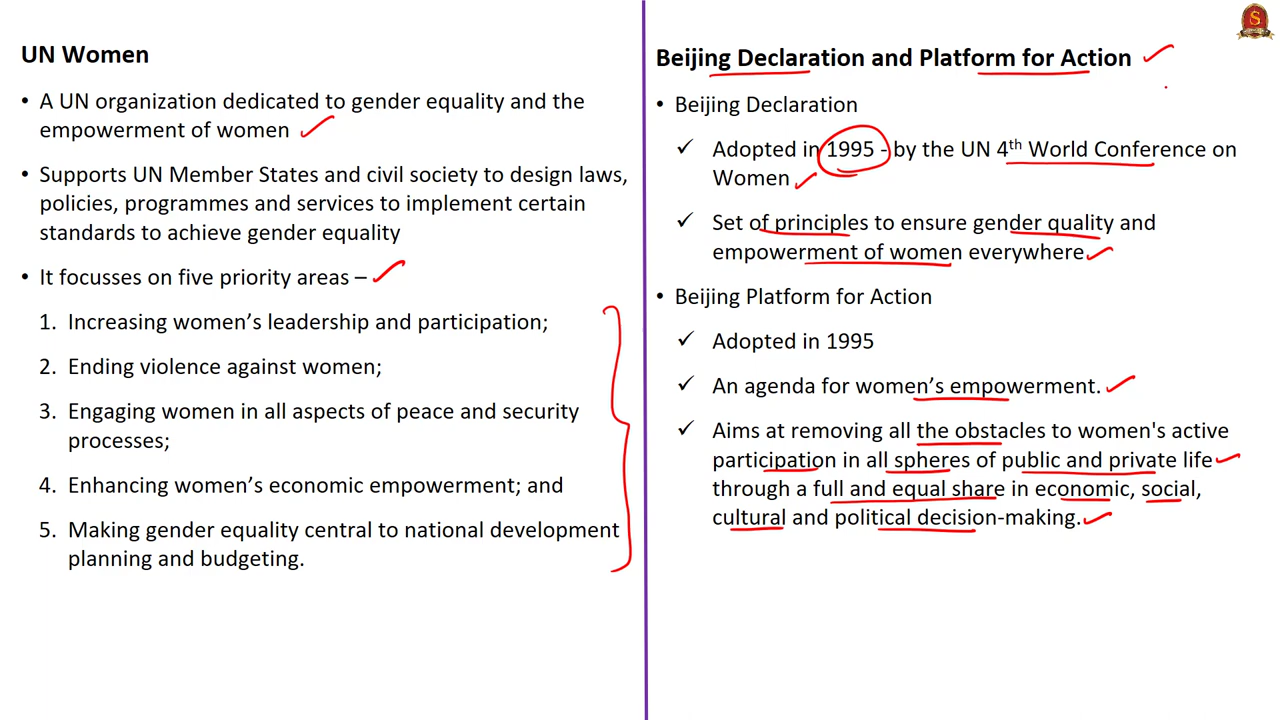 UN Women
• A UN organization dedicated to gender equality and the
empowerment of women
• Supports UN Member States and civil society to design laws,
policies, programmes and services to implement certain
standards to achieve gender equality
• It focusses on five priority areas –
1. Increasing women’s leadership and participation;
2. Ending violence against women;
3. Engaging women in all aspects of peace and security
processes;
4. Enhancing women’s economic empowerment; and
5. Making gender equality central to national development
planning and budgeting.
Beijing Declaration and Platform for Action
• Beijing Declaration
✓ Adopted in 1995 - by the UN 4th World Conference on
Women
✓ Set of principles to ensure gender quality and
empowerment of women everywhere
• Beijing Platform for Action
✓ Adopted in 1995
✓ An agenda for women’s empowerment.
✓ Aims at removing all the obstacles to women's active
participation in all spheres of public and private life
through a full and equal share in economic, social,
cultural and political decision-making.